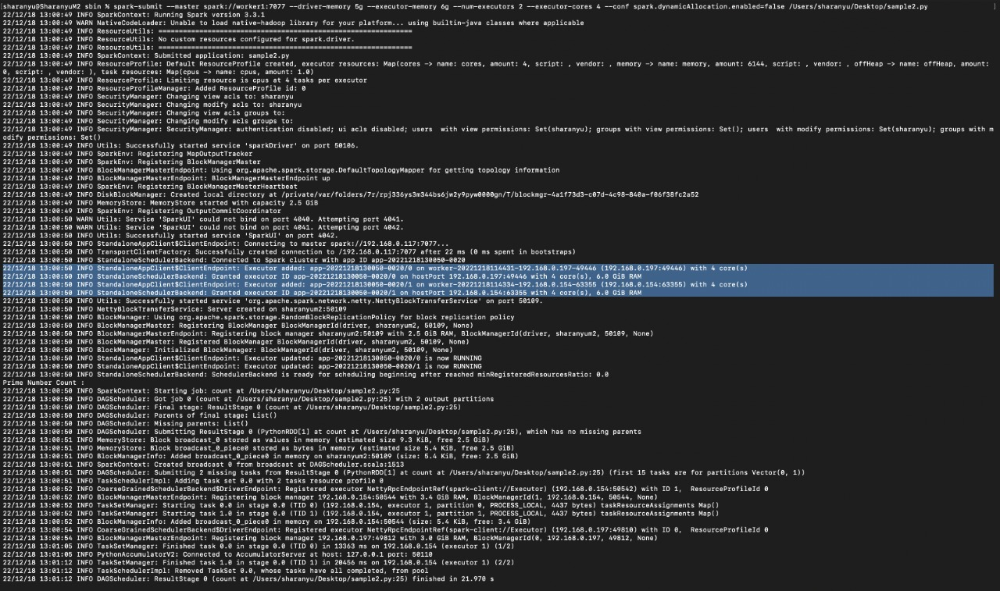 [sharanyu@SharanyuM2 sbin % spark-submit --master spark://worker1:7077 --driver-memory 5g --executor-memory 6g --num-executors 2 --executor-cores 4 --conf spark.dynamicAllocation.enabled=false /Users/sharanyu/Desktop/sample2.py ]
22/12/18 13:00:49 INFO SparkContext: Running Spark version 3.3.1
22/12/18 13:00:49 WARN NativeCodeLoader: Unable to load native-hadoop library for your platform... using builtin-java classes where applicable
22/12/18 13:00:49 INFO ResourceUtils: ==============================================================
22/12/18 13:00:49 INFO ResourceUtils: No custom resources configured for spark.driver.
22/12/18 13:00:49 INFO ResourceUtils: ==============================================================
22/12/18 13:00:49 INFO SparkContext: Submitted application: sample2.py
22/12/18 13:00:49 INFO ResourceProfile: Default ResourceProfile created, executor resources: Map(cores -> name: cores, amount: 4, script: , vendor: , memory -> name: memory, amount: 6144, script: , vendor: , offHeap -> name: offHeap, amount:
0, script: , vendor: ), task resources: Map(cpus -> name: cpus, amount: 1.0)
22/12/18 13:00:49 INFO ResourceProfile: Limiting resource is cpus at 4 tasks per executor
22/12/18 13:00:49 INFO ResourceProfileManager: Added ResourceProfile id: 0
22/12/18 13:00:49 INFO SecurityManager: Changing view acls to: sharanyu
22/12/18 13:00:49 INFO SecurityManager: Changing modify acls to: sharanyu
22/12/18 13:00:49 INFO SecurityManager: Changing view acls groups to:
22/12/18 13:00:49 INFO SecurityManager: Changing modify acls groups to:
22/12/18 13:00:49 INFO SecurityManager: SecurityManager: authentication disabled; ui acls disabled; users  with view permissions: Set(sharanyu); groups with view permissions: Set(); users  with modify permissions: Set(sharanyu); groups with m
odify permissions: Set()
22/12/18 13:00:49 INFO Utils: Successfully started service 'sparkDriver' on port 50106.
22/12/18 13:00:49 INFO SparkEnv: Registering MapOutputTracker
22/12/18 13:00:49 INFO SparkEnv: Registering BlockManagerMaster
22/12/18 13:00:49 INFO BlockManagerMasterEndpoint: Using org.apache.spark.storage.DefaultTopologyMapper for getting topology information
22/12/18 13:00:49 INFO BlockManagerMasterEndpoint: BlockManagerMasterEndpoint up
22/12/18 13:00:49 INFO SparkEnv: Registering BlockManagerMasterHeartbeat
22/12/18 13:00:49 INFO DiskBlockManager: Created local directory at /private/var/folders/7r/rpj336ys3m344bs6jw2y9pyw0000gn/T/blockmgr-4a1f73d3-c07d-4c98-840a-f06f38fc2a52
22/12/18 13:00:49 INFO MemoryStore: MemoryStore started with capacity 2.5 GiB
22/12/18 13:00:49 INFO SparkEnv: Registering OutputCommitCoordinator
22/12/18 13:00:50 WARN Utils: Service 'SparkUI' could not bind on port 4040. Attempting port 4041.
22/12/18 13:00:50 WARN Utils: Service 'SparkUI' could not bind on port 4041. Attempting port 4042.
22/12/18 13:00:50 INFO Utils: Successfully started service 'SparkUI' on port 4042.
22/12/18 13:00:50 INFO StandaloneAppClient$ClientEndpoint: Connecting to master spark://192.168.0.117:7077...
22/12/18 13:00:50 INFO TransportClientFactory: Successfully created connection to /192.168.0.117:7077 after 22 ms (0 ms spent in bootstraps)
22/12/18 13:00:50 INFO StandaloneSchedulerBackend: Connected to Spark cluster with app ID app-20221218130050-0020
22/12/18 13:00:50 INFO StandaloneAppClient$ClientEndpoint: Executor added: app-20221218130050-0020/0 on worker-20221218114431-192.168.0.197-49446 (192.168.0.197:49446) with 4 core(s)
22/12/18 13:00:50 INFO StandaloneSchedulerBackend: Granted executor ID app-20221218130050-0020/0 on hostPort 192.168.0.197:49446 with 4 core(s), 6.0 GiB RAM
22/12/18 13:00:50 INFO StandaloneAppClient$ClientEndpoint: Executor added: app-20221218130050-0020/1 on worker-20221218114334-192.168.0.154-63355 (192.168.0.154:63355) with 4 core(s)
22/12/18 13:00:50 INFO StandaloneSchedulerBackend: Granted executor ID app-20221218130050-0020/1 on hostPort 192.168.0.154:63355 with 4 core(s), 6.0 GiB RAM
22/12/18 13:00:50 INFO Utils: Successfully started service 'org.apache.spark.network.netty.NettyBlockTransferService' on port 50109.
22/12/18 13:00:50 INFO NettyBlockTransferService: Server created on sharanyum2:50109
22/12/18 13:00:50 INFO BlockManager: Using org.apache.spark.storage.RandomBlockReplicationPolicy for block replication policy
22/12/18 13:00:50 INFO BlockManagerMaster: Registering BlockManager BlockManagerId(driver, sharanyum2, 50109, None)
22/12/18 13:00:50 INFO BlockManagerMasterEndpoint: Registering block manager sharanyum2:50109 with 2.5 GiB RAM, BlockManagerId(driver, sharanyum2, 50109, None)
22/12/18 13:00:50 INFO BlockManagerMaster: Registered BlockManager BlockManagerId(driver, sharanyum2, 50109, None)
22/12/18 13:00:50 INFO BlockManager: Initialized BlockManager: BlockManagerId(driver, sharanyum2, 50109, None)
22/12/18 13:00:50 INFO StandaloneAppClient$ClientEndpoint: Executor updated: app-20221218130050-0020/0 is now RUNNING
22/12/18 13:00:50 INFO StandaloneAppClient$ClientEndpoint: Executor updated: app-20221218130050-0020/1 is now RUNNING
22/12/18 13:00:50 INFO StandaloneSchedulerBackend: SchedulerBackend is ready for scheduling beginning after reached minRegisteredResourcesRatio: 0.0
Prime Number Count :
22/12/18 13:00:50 INFO SparkContext: Starting job: count at /Users/sharanyu/Desktop/sample2.py:25
22/12/18 13:00:50 INFO DAGScheduler: Got job 0 (count at /Users/sharanyu/Desktop/sample2.py:25) with 2 output partitions
22/12/18 13:00:50 INFO DAGScheduler: Final stage: ResultStage 0 (count at /Users/sharanyu/Desktop/sample2.py:25)
22/12/18 13:00:50 INFO DAGScheduler: Parents of final stage: List()
22/12/18 13:00:50 INFO DAGScheduler: Missing parents: List()
22/12/18 13:00:50 INFO DAGScheduler: Submitting ResultStage 0 (PythonRDD[1] at count at /Users/sharanyu/Desktop/sample2.py:25), which has no missing parents
22/12/18 13:00:51 INFO MemoryStore: Block broadcast_0 stored as values in memory (estimated size 9.3 KiB, free 2.5 GiB)
22/12/18 13:00:51 INFO MemoryStore: Block broadcast_0_piece0 stored as bytes in memory (estimated size 5.4 KiB, free 2.5 GiB)
22/12/18 13:00:51 INFO BlockManagerInfo: Added broadcast_0_piece0 in memory on sharanyum2:50109 (size: 5.4 KiB, free: 2.5 GiB)
22/12/18 13:00:51 INFO SparkContext: Created broadcast 0 from broadcast at DAGScheduler.scala:1513
22/12/18 13:00:51 INFO DAGScheduler: Submitting 2 missing tasks from ResultStage 0 (PythonRDD[1] at count at /Users/sharanyu/Desktop/sample2.py:25) (first 15 tasks are for partitions Vector(0, 1))
22/12/18 13:00:51 INFO TaskSchedulerImpl: Adding task set 0.0 with 2 tasks resource profile 0
22/12/18 13:00:52 INFO CoarseGrainedSchedulerBackend$DriverEndpoint: Registered executor NettyRpcEndpointRef(spark-client://Executor) (192.168.0.154:50542) with ID 1,  ResourceProfileId 0
22/12/18 13:00:52 INFO BlockManagerMasterEndpoint: Registering block manager 192.168.0.154:50544 with 3.4 GiB RAM, BlockManagerId(1, 192.168.0.154, 50544, None)
22/12/18 13:00:52 INFO TaskSetManager: Starting task 0.0 in stage 0.0 (TID 0) (192.168.0.154, executor 1, partition 0, PROCESS_LOCAL, 4437 bytes) taskResourceAssignments Map()
22/12/18 13:00:52 INFO TaskSetManager: Starting task 1.0 in stage 0.0 (TID 1) (192.168.0.154, executor 1, partition 1, PROCESS_LOCAL, 4437 bytes) taskResourceAssignments Map()
22/12/18 13:00:52 INFO BlockManagerInfo: Added broadcast_0_piece0 in memory on 192.168.0.154:50544 (size: 5.4 KiB, free: 3.4 GiB)
22/12/18 13:00:54 INFO CoarseGrainedSchedulerBackend$DriverEndpoint: Registered executor NettyRpcEndpointRef(spark-client://Executor) (192.168.0.197:49810) with ID 0,  ResourceProfileId 0
22/12/18 13:00:54 INFO BlockManagerMasterEndpoint: Registering block manager 192.168.0.197:49812 with 3.0 GiB RAM, BlockManagerId(0, 192.168.0.197, 49812, None)
22/12/18 13:01:05 INFO TaskSetManager: Finished task 0.0 in stage 0.0 (TID 0) in 13363 ms on 192.168.0.154 (executor 1) (1/2)
22/12/18 13:01:05 INFO PythonAccumulatorV2: Connected to AccumulatorServer at host: 127.0.0.1 port: 50110
22/12/18 13:01:12 INFO TaskSetManager: Finished task 1.0 in stage 0.0 (TID 1) in 20456 ms on 192.168.0.154 (executor 1) (2/2)
22/12/18 13:01:12 INFO TaskSchedulerImpl: Removed TaskSet 0.0, whose tasks have all completed, from pool
22/12/18 13:01:12 INFO DAGScheduler: ResultStage 0 (count at /Users/sharanyu/Desktop/sample2.py:25) finished in 21.970 s